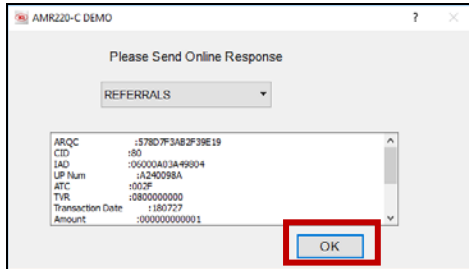 AMR220-C DEMO ?
Please Send Online Response
REFERRALS
ARQC :578D7F3AB2F39E19
CID :80
IAD :06000A03A49804
UP Num :A240098A
ATC :002F
TVR :0800000000
Transaction Date :180727
Amount :000000000001
OK